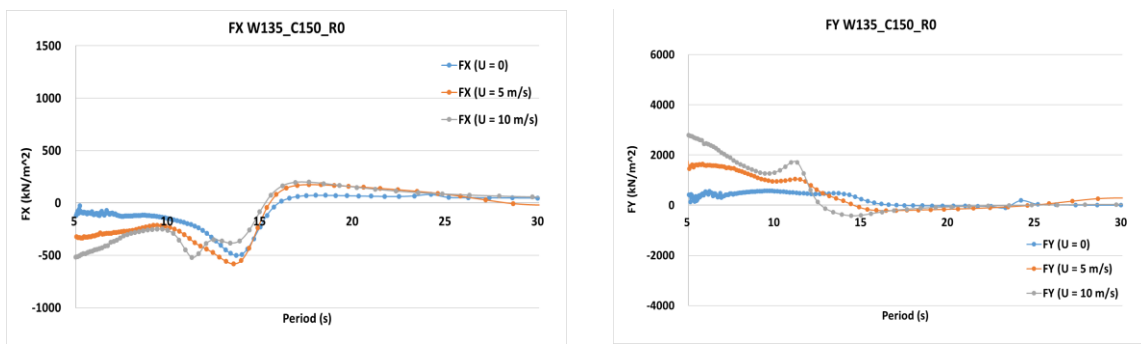 FX W135_C150_R0
1500
1000
500
0
-500
-1000
5
10
15
20
25
30
FX (kN/m^2)
Period (s)
FX (U = 0)
FX (U = 5 m/s)
FX (U = 10 m/s)
FY W135_C150_R0
6000
4000
2000
0
-2000
-4000
5
10
15
20
25
30
FY (kN/m^2)
Period (s)
FY (U = 0)
FY (U = 5 m/s)
FY (U = 10 m/s)